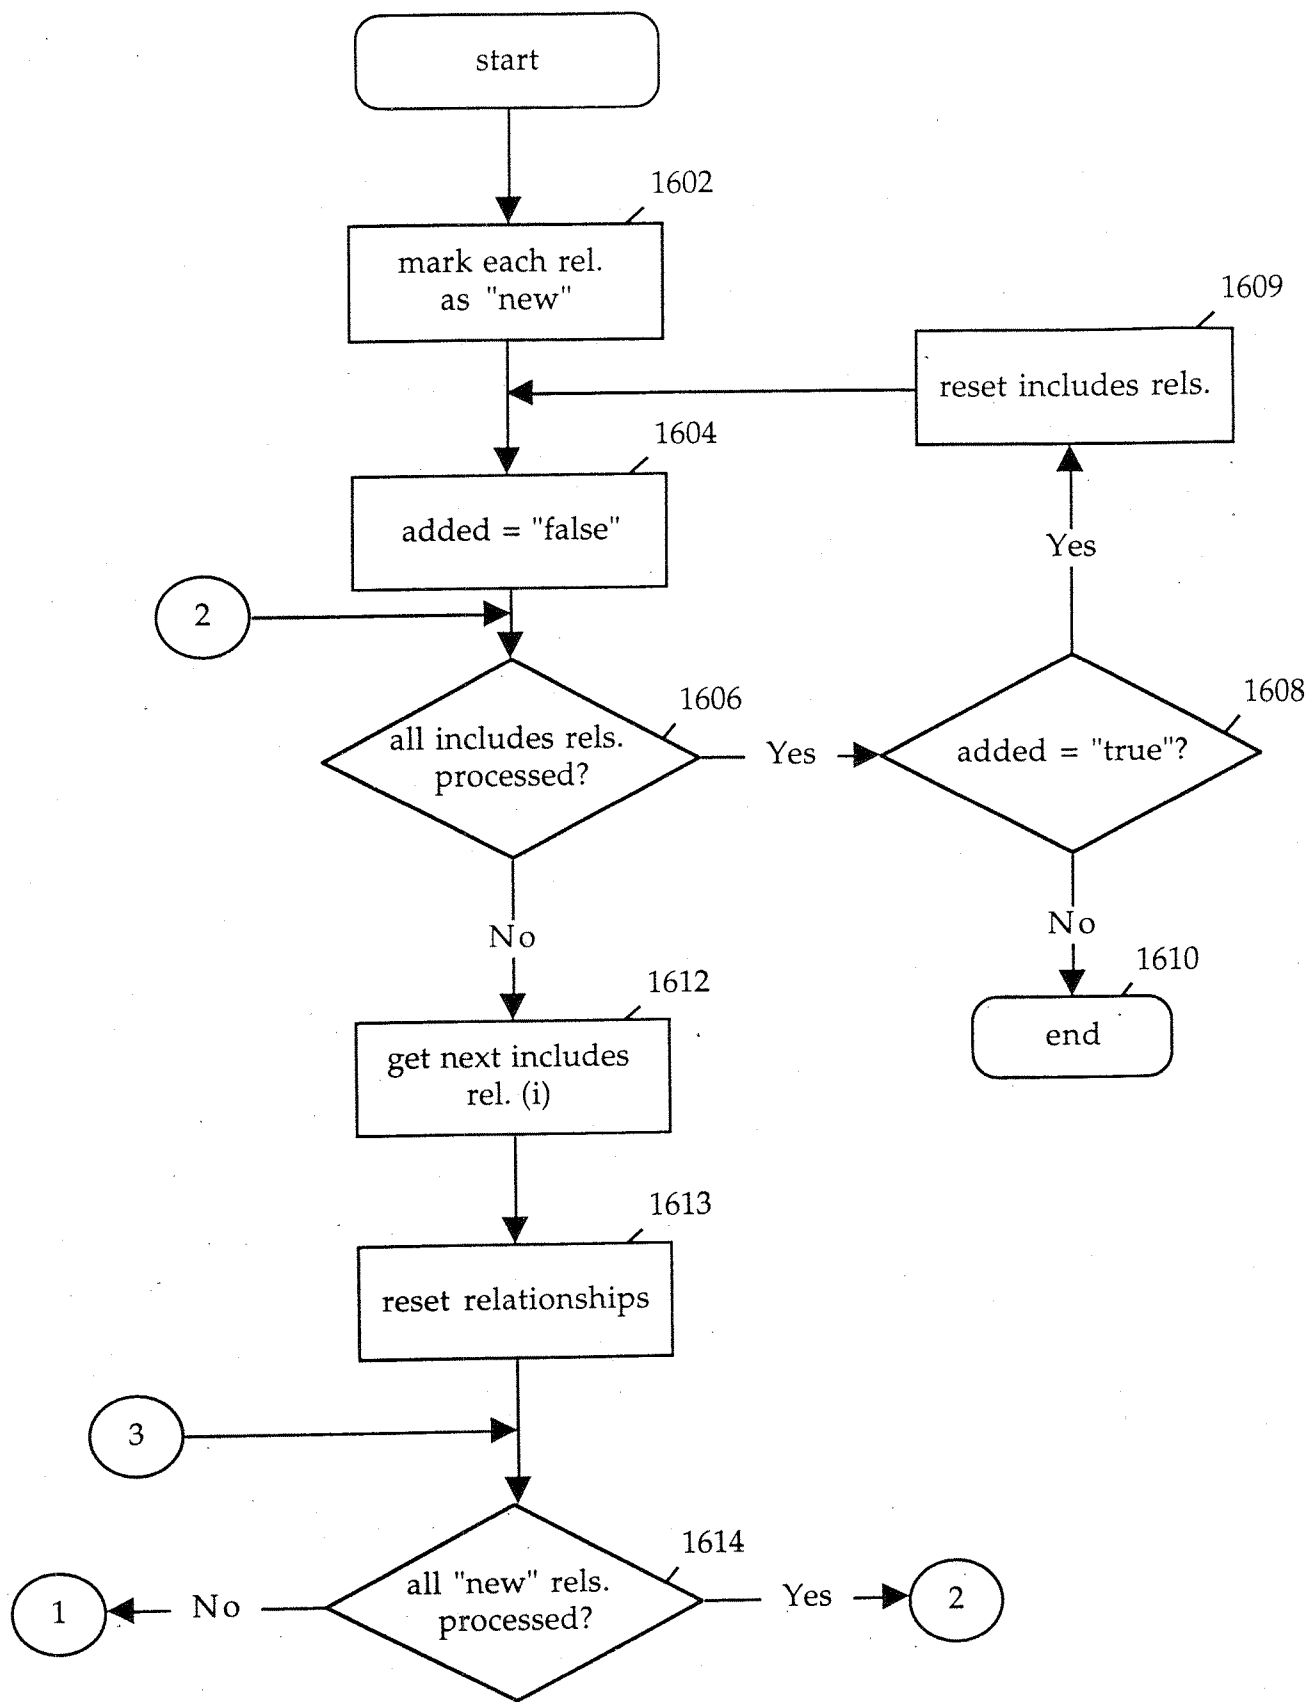 start
1602
mark each rel.
as "new"
1609
reset includes rels.
1604
added = "false"
Yes
2
1606
all includes rels.
processed?
Yes
1608
added = "true"?
No
No
1610
end
1612
get next includes
rel. (i)
1613
reset relationships
3
1614
all "new" rels.
processed?
1
No
Yes
2